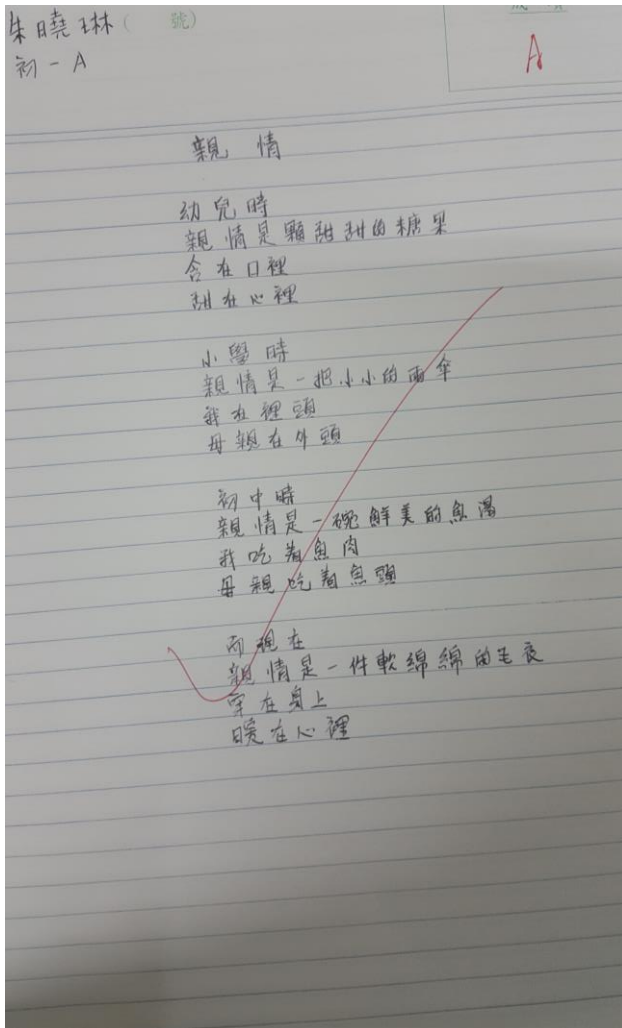 朱曉琳( 號)
初一A
A
親情
幼兒時
親情是顆甜甜的糖果
含在口裡
甜在心裡
小學時
親情是一把小小的雨傘
我在裡頭
母親在外頭
初中時
親情是一碗鮮美的魚湯
我吃着魚肉
母親吃着魚頭
而現在
親情是一件軟綿綿的毛衣
穿在身上
暖在心裡